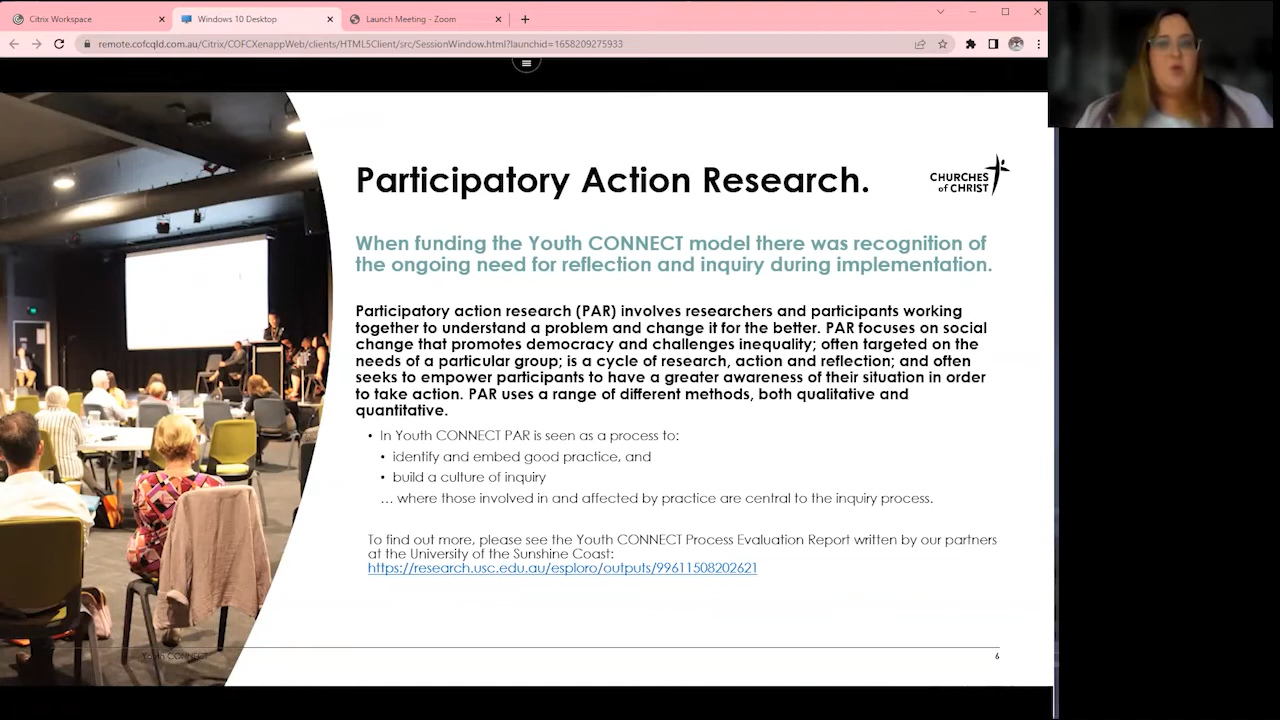 Citrix Workspace
Windows 10 Desktop
Launch Meeting - Zoom
remote.cofcqld.com.au/Citrix/COFCXenappWeb/clients/HTML5Client/src/SessionWindow.html?launchid=1658209275933
Participatory Action Research.
CHURCHES
of CHRIST
When funding the Youth CONNECT model there was recognition of
the ongoing need for reflection and inquiry during implementation.
Participatory action research (PAR) involves researchers and participants working
together to understand a problem and change it for the better. PAR focuses on social
change that promotes democracy and challenges inequality; often targeted on the
needs of a particular group; is a cycle of research, action and reflection; and often
seeks to empower participants to have a greater awareness of their situation in order
to take action. PAR uses a range of different methods, both qualitative and
quantitative.
• In Youth CONNECT PAR is seen as a process to:
• identify and embed good practice, and
• build a culture of inquiry
… where those involved in and affected by practice are central to the inquiry process.
To find out more, please see the Youth CONNECT Process Evaluation Report written by our partners
at the University of the Sunshine Coast:
https://research.usc.edu.au/esploro/outputs/99611508202621
Youth CONNECT
6